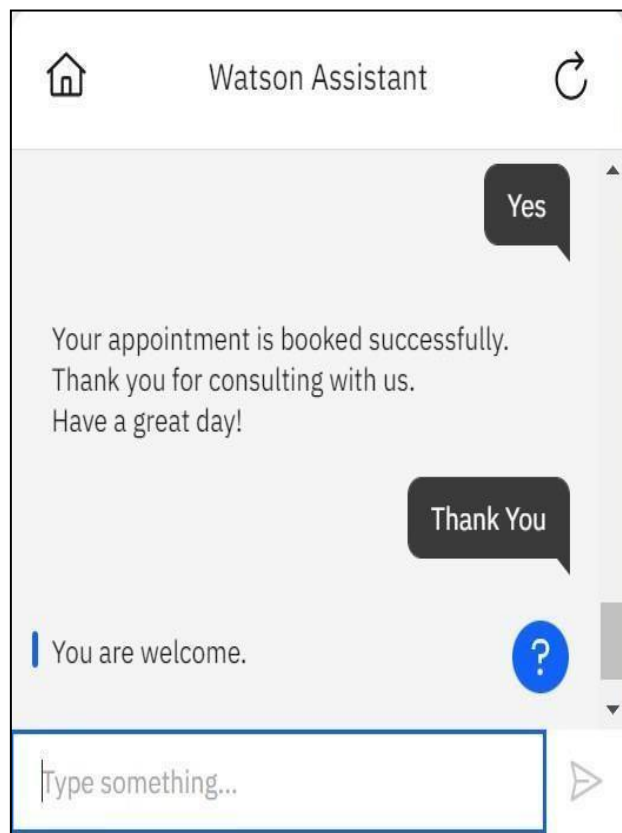 Watson Assistant
Yes
Your appointment is booked successfully.
Thank you for consulting with us.
Have a great day!
Thank You
You are welcome.
?
Type something...